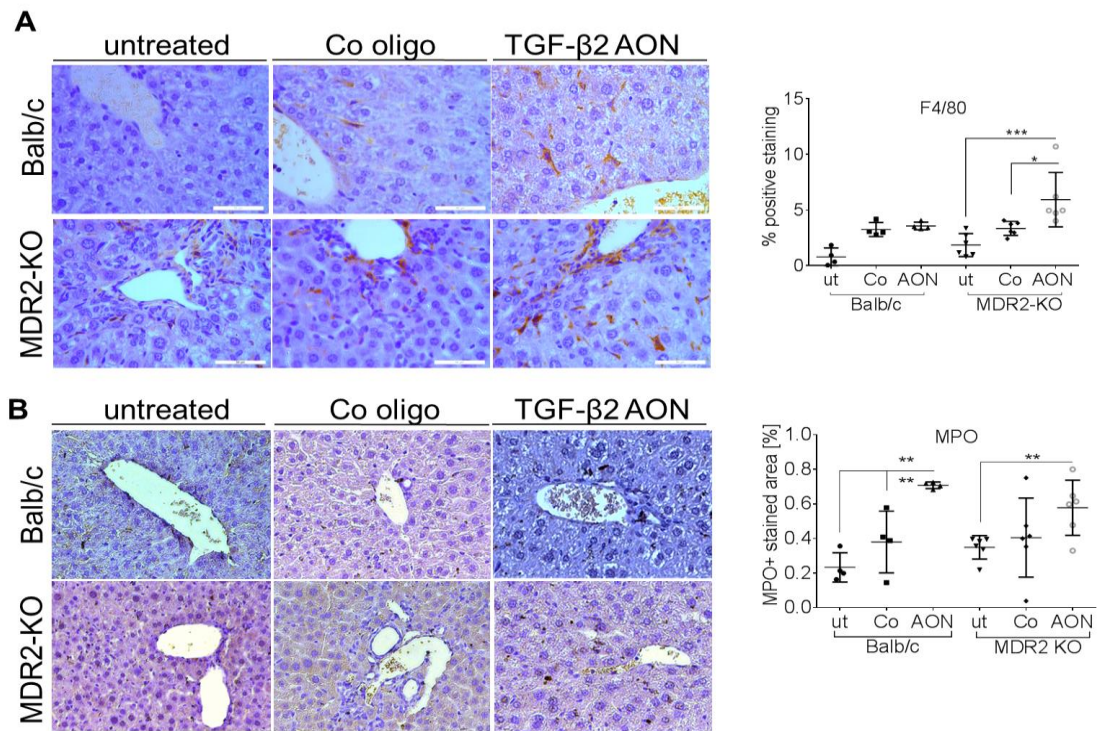 A
untreated Co oligo TGF-β2 AON
Balb/c
MDR2-KO
F4/80
% positive staining
15
10
5
0
***
*
ut Co AON ut Co AON
Balb/c MDR2-KO
B
untreated Co oligo TGF-β2 AON
Balb/c
MDR2-KO
MPO
MPO+ stained area [%]
1.0
0.8
0.6
0.4
0.2
0.0
** **
**
ut Co AON ut Co AON
Balb/c MDR2 KO